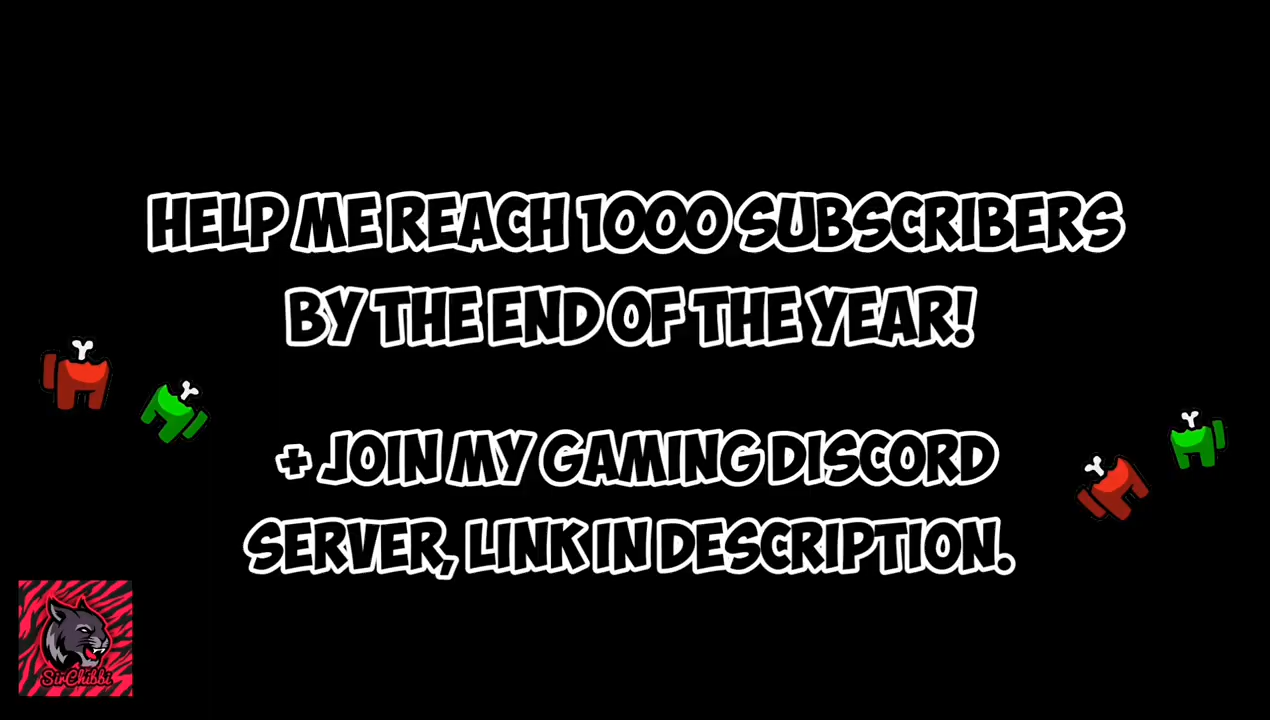 HELP ME REACH 1000 SUBSCRIBERS
BY THE END OF THE YEAR!
+ JOIN MY GAMING DISCORD
SERVER, LINK IN DESCRIPTION.
SirChibbi